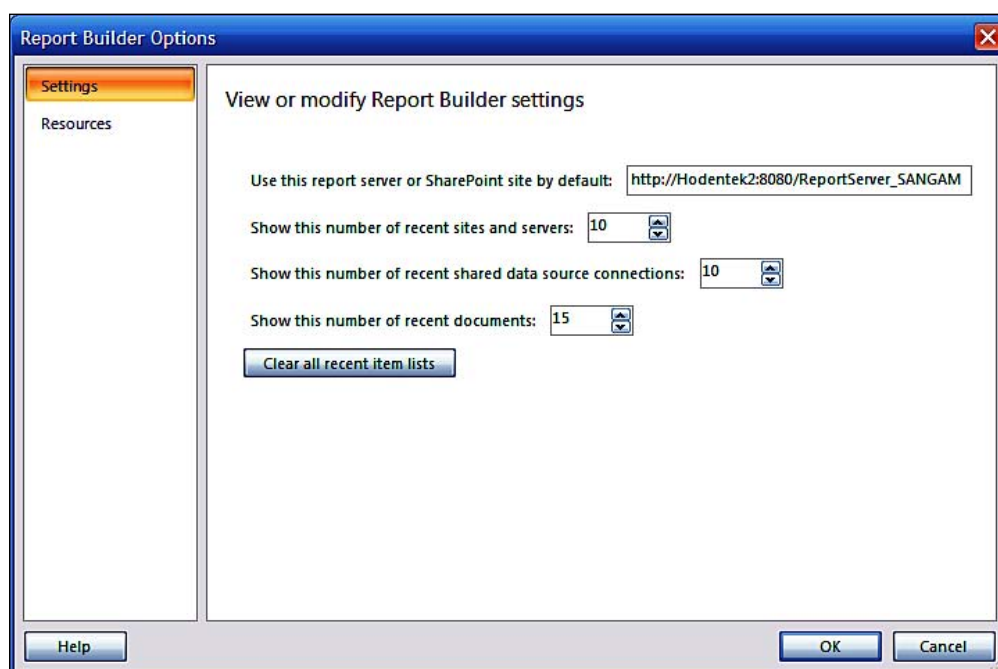 Report Builder Options
Settings
Resources
View or modify Report Builder settings
Use this report server or SharePoint site by default: http://Hodentek2:8080/ReportServer_SANGAM
Show this number of recent sites and servers: 10
Show this number of recent shared data source connections: 10
Show this number of recent documents: 15
Clear all recent item lists
Help OK Cancel